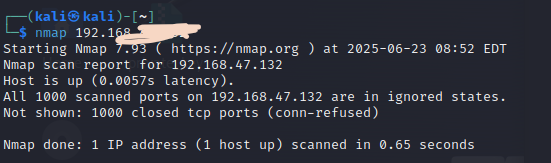 ┌──(kali㉿kali)-[~]
└─$ nmap 192.168.
Starting Nmap 7.93 ( https://nmap.org ) at 2025-06-23 08:52 EDT
Nmap scan report for 192.168.47.132
Host is up (0.0057s latency).
All 1000 scanned ports on 192.168.47.132 are in ignored states.
Not shown: 1000 closed tcp ports (conn-refused)
Nmap done: 1 IP address (1 host up) scanned in 0.65 seconds